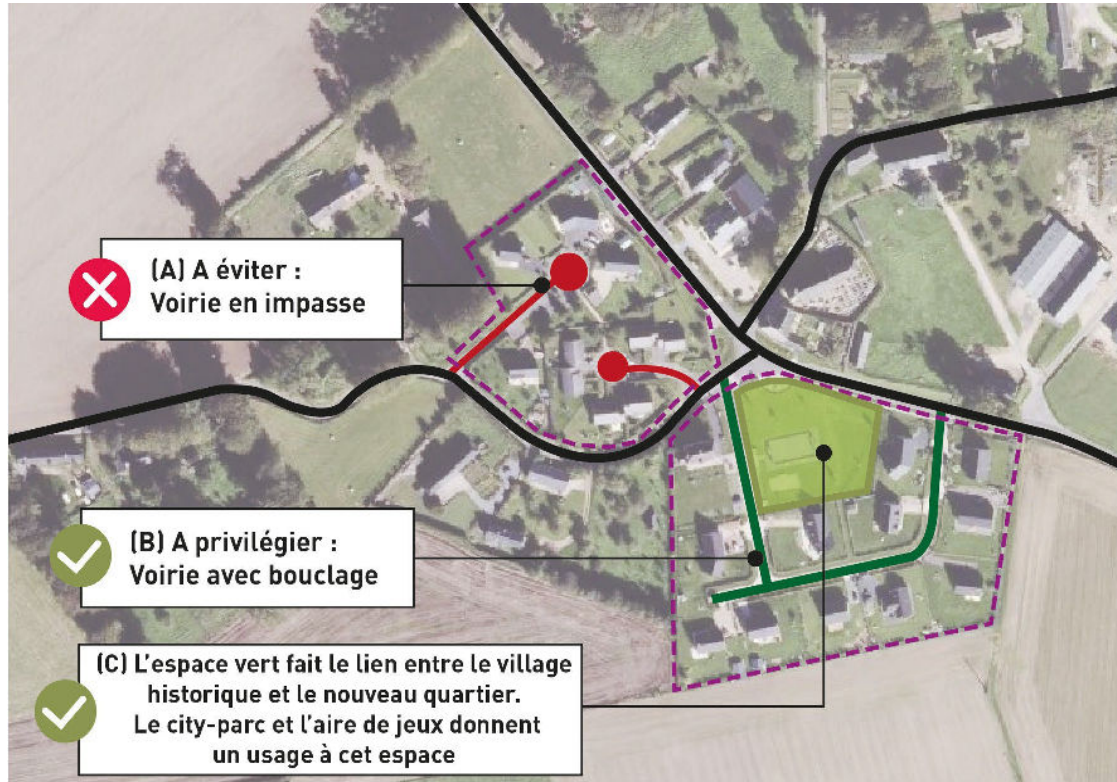 (A) A éviter :
Voirie en impasse
(B) A privilégier :
Voirie avec bouclage
(C) L'espace vert fait le lien entre le village
historique et le nouveau quartier.
Le city-parc et l'aire de jeux donnent
un usage à cet espace